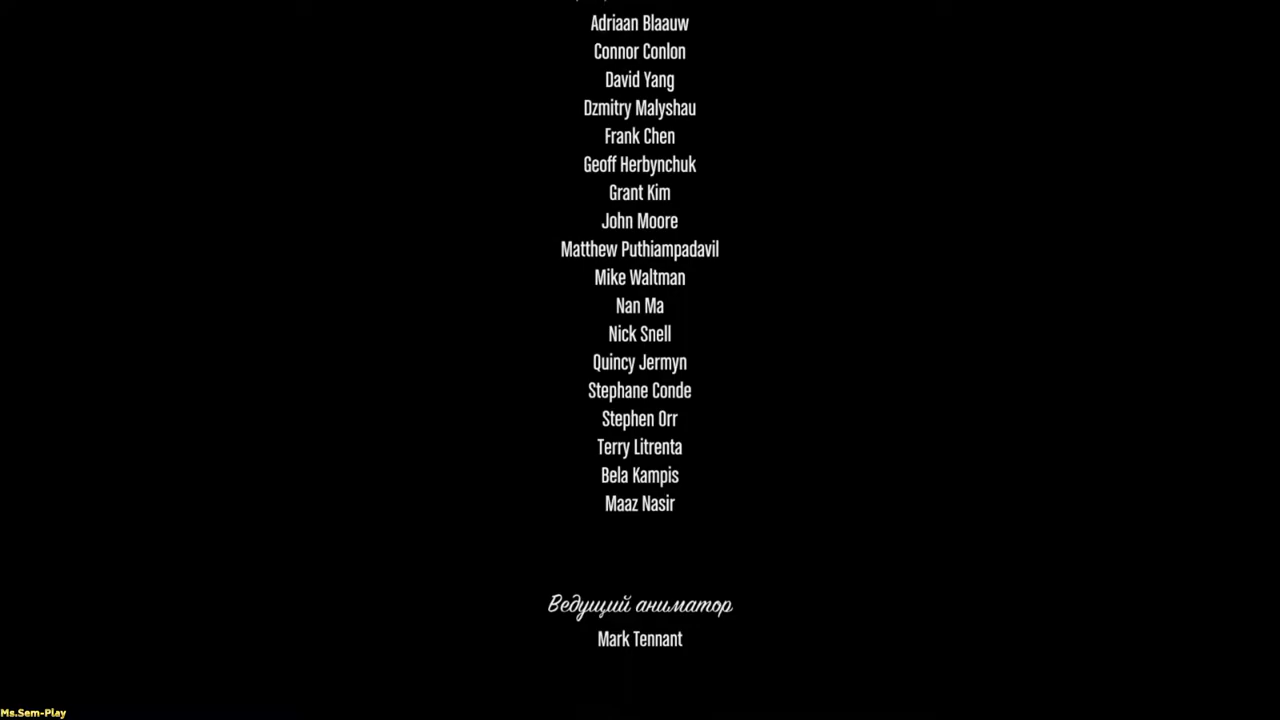 Adriaan Blaauw
Connor Conlon
David Yang
Dzmitry Malyshau
Frank Chen
Geoff Herbynchuk
Grant Kim
John Moore
Matthew Puthiampadavil
Mike Waltman
Nan Ma
Nick Snell
Quincy Jermyn
Stephane Conde
Stephen Orr
Terry Litrenta
Bela Kampis
Maaz Nasir
Ведущий аниматор
Mark Tennant
Ms.Sem-Play